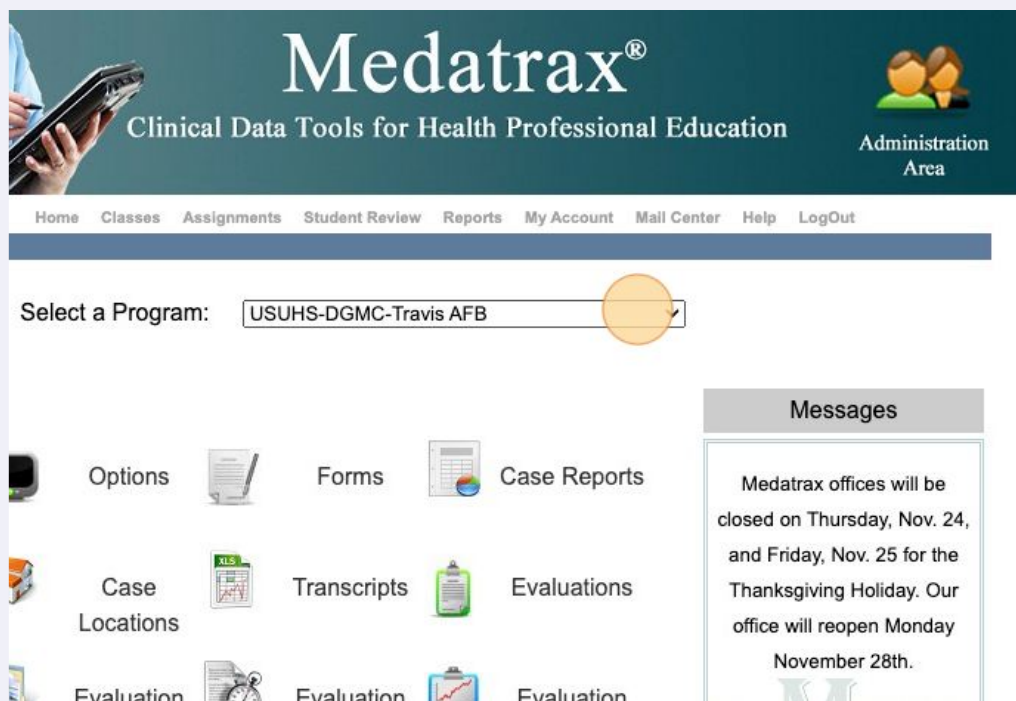 Medatrax®
Clinical Data Tools for Health Professional Education
Administration
Area
Home Classes Assignments Student Review Reports My Account Mail Center Help LogOut
Select a Program: USUHS-DGMC-Travis AFB
Messages
Options Forms Case Reports
Medatrax offices will be
closed on Thursday, Nov. 24,
and Friday, Nov. 25 for the
Thanksgiving Holiday. Our
office will reopen Monday
November 28th.
Case
Locations
XLS
Transcripts Evaluations
Evaluation Evaluation Evaluation